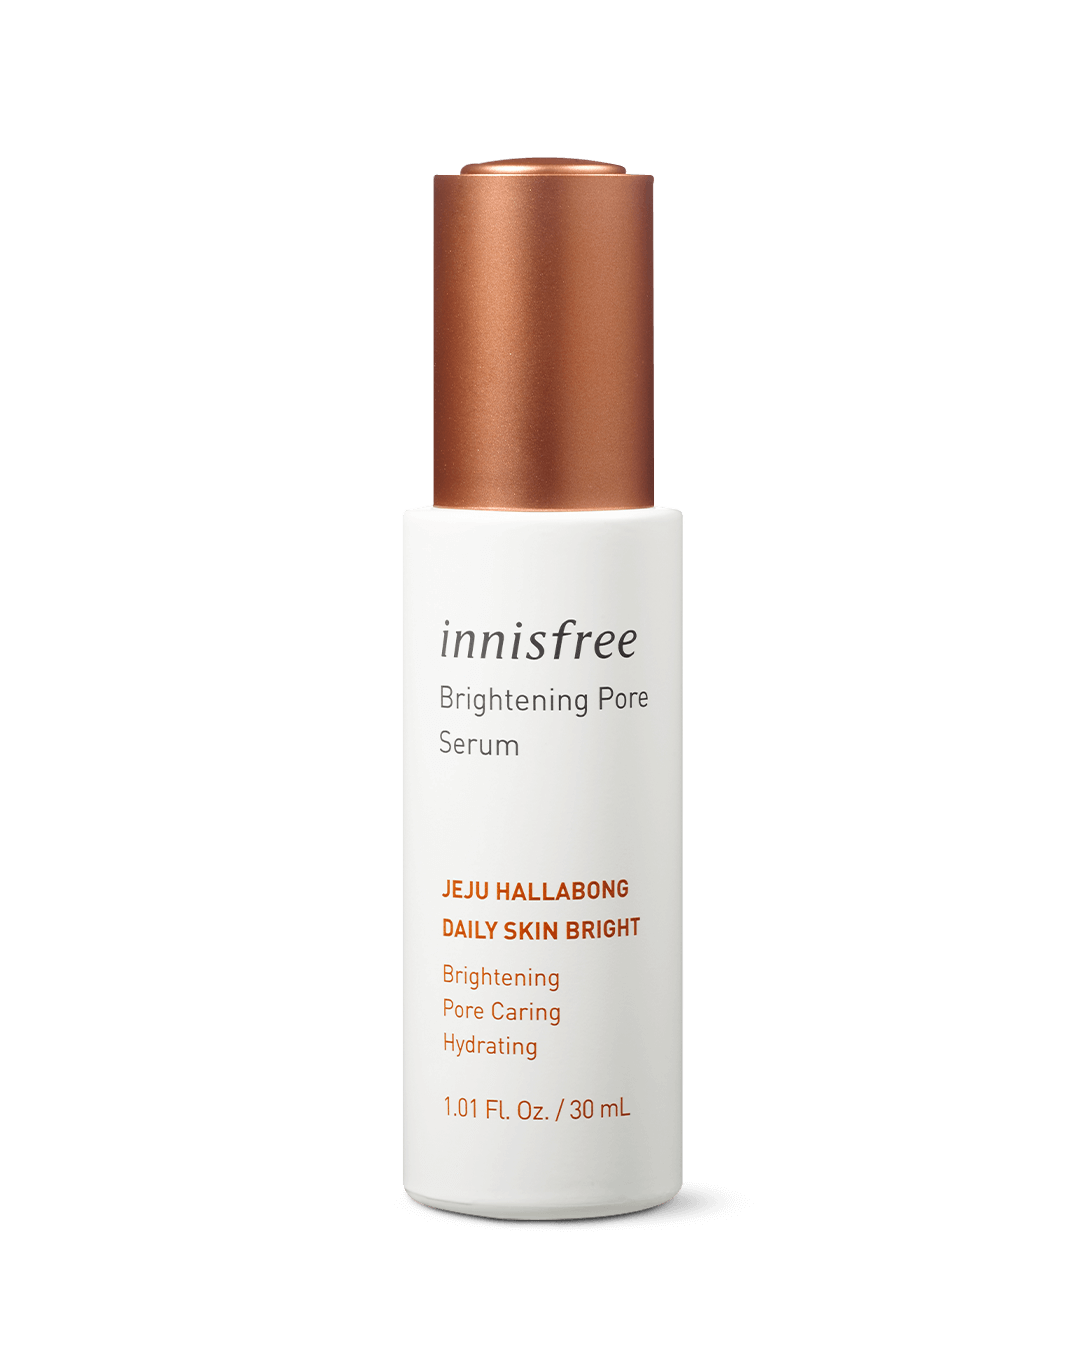 innisfree
Brightening Pore
Serum
JEJU HALLABONG
DAILY SKIN BRIGHT
Brightening
Pore Caring
Hydrating
1.01 Fl. Oz. / 30 mL